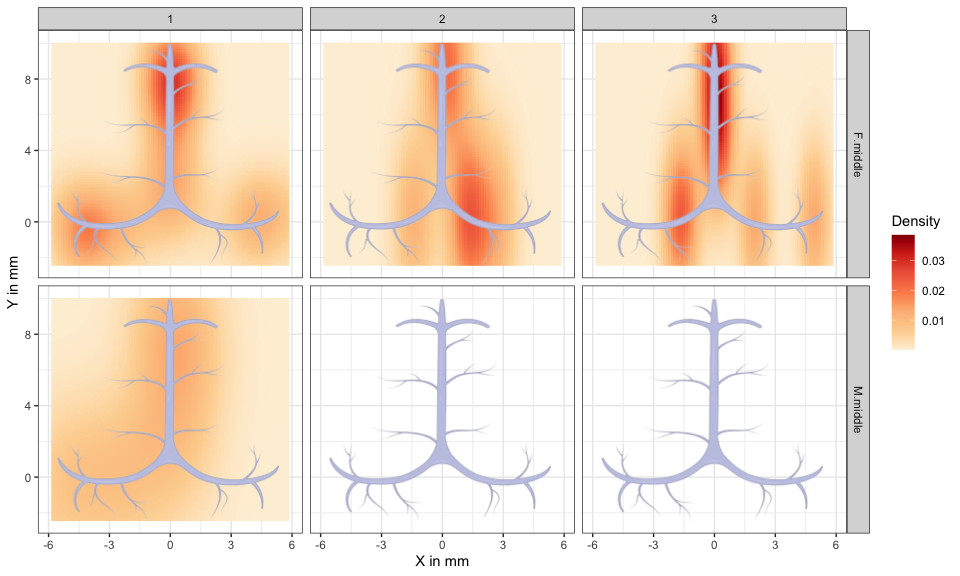 1
2
3
8
4
0
F.middle
8
4
0
M.middle
-6 -3 0 3 6
-6 -3 0 3 6
-6 -3 0 3 6
X in mm
Y in mm
Density
0.03
0.02
0.01